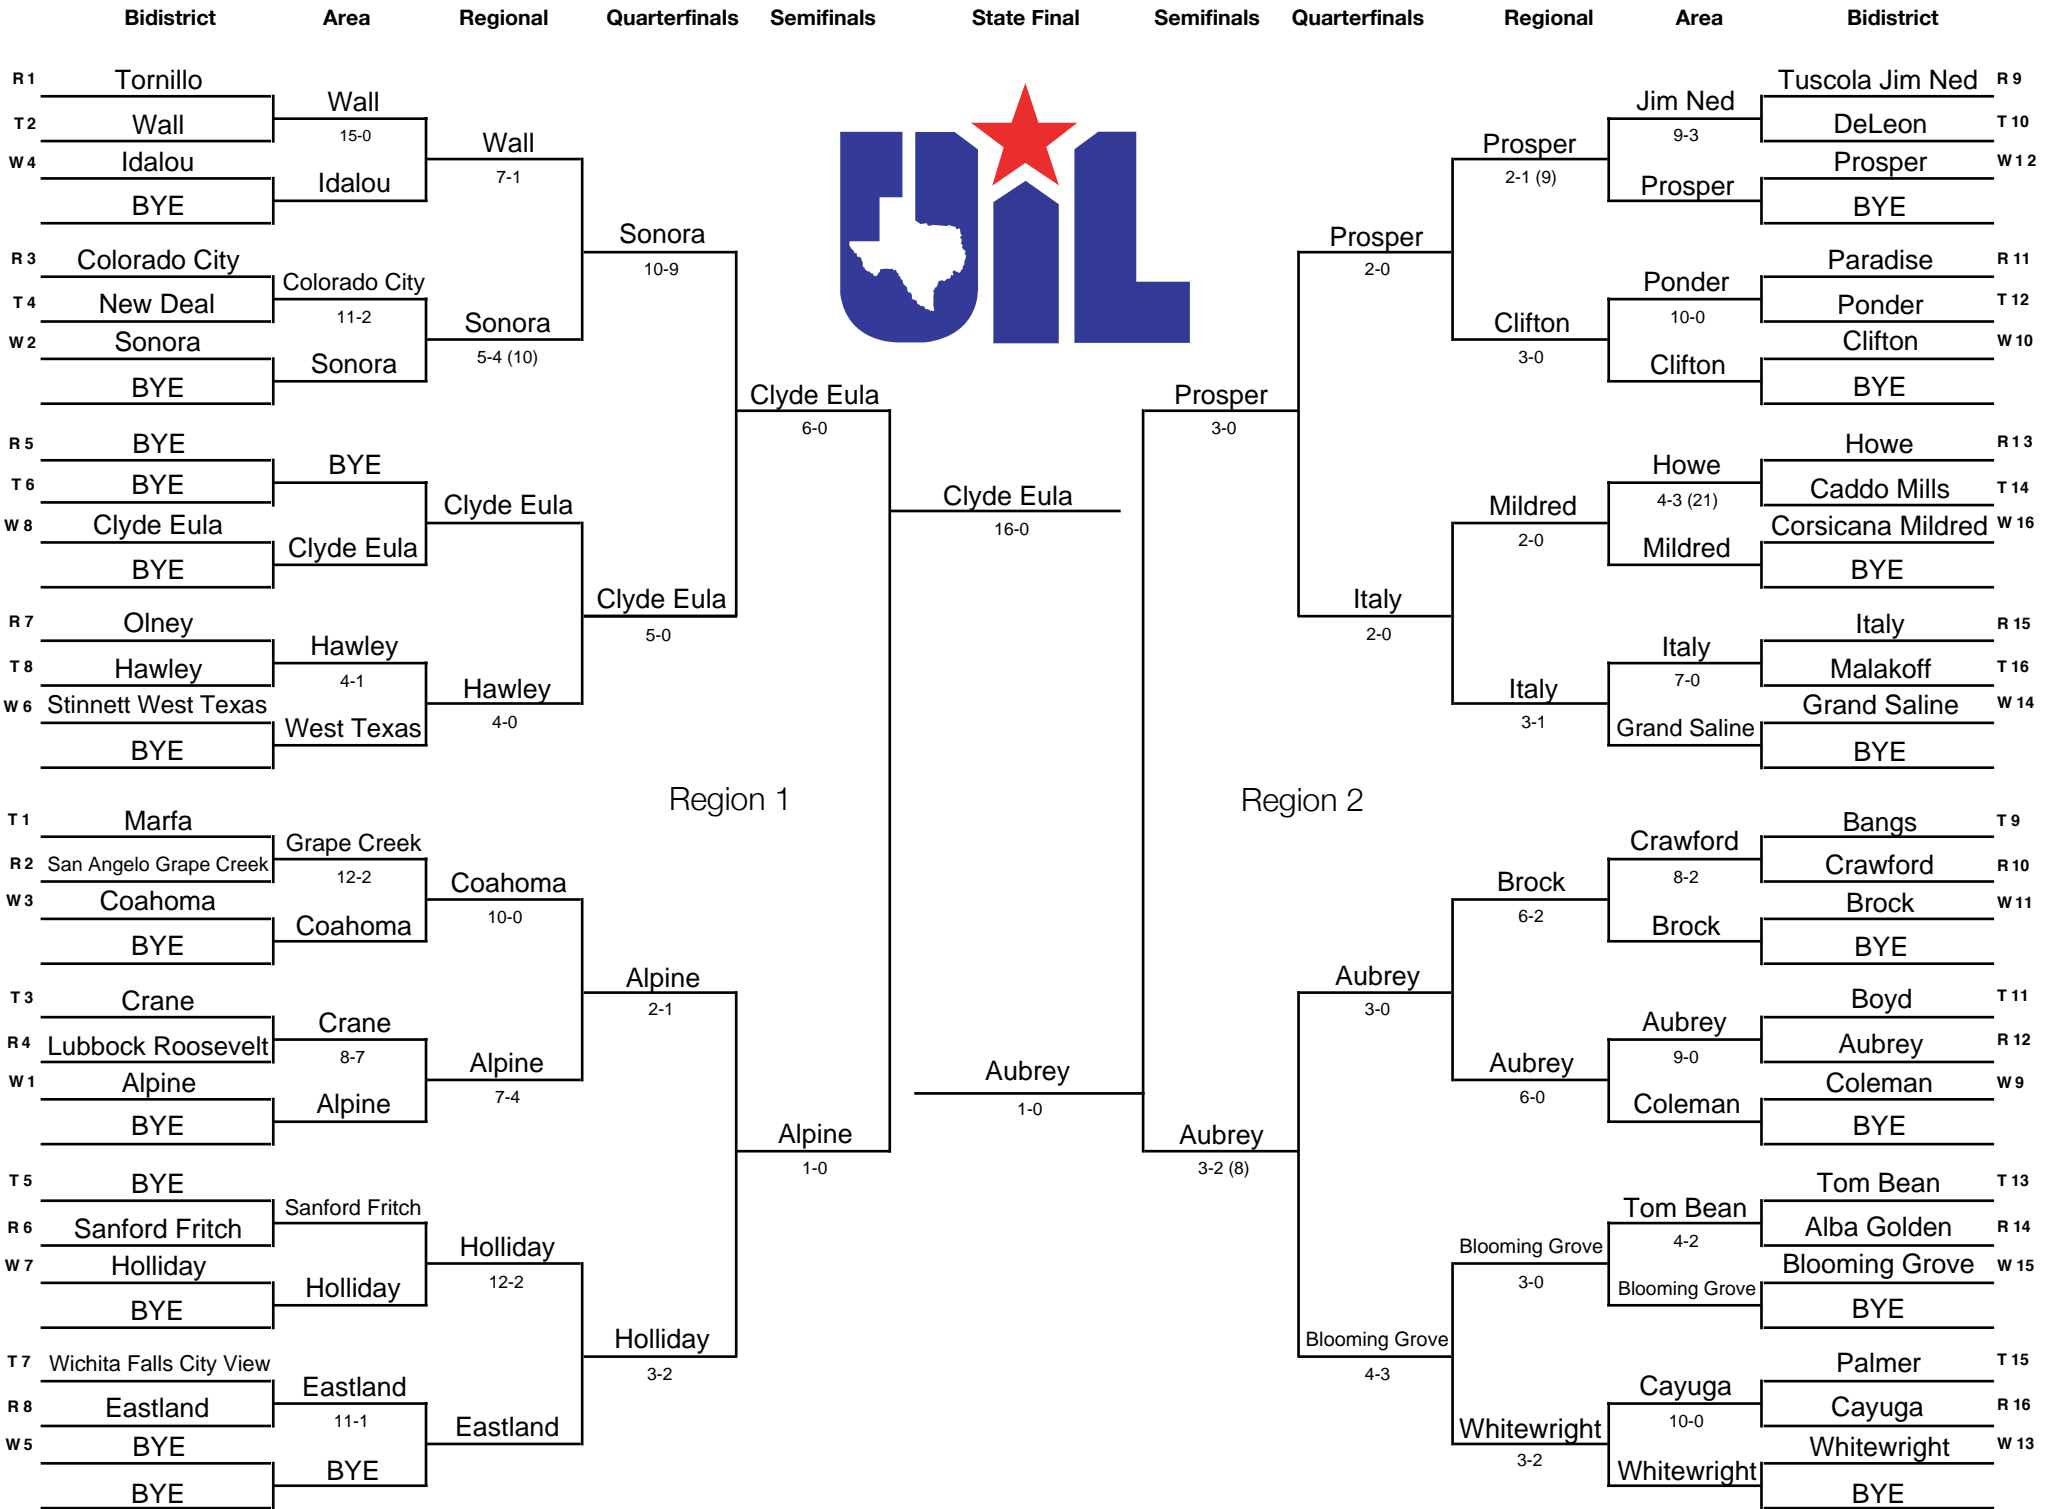 Bidistrict Area Regional Quarterfinals Semifinals State Final Semifinals Quarterfinals Regional Area Bidistrict
R 1 Tornillo
Wall
15-0
T 2 Wall
Wall
7-1
W 4 Idalou
Idalou
BYE
Sonora
10-9
R 3 Colorado City
Colorado City
11-2
T 4 New Deal
Sonora
5-4 (10)
W 2 Sonora
Sonora
BYE
Clyde Eula
6-0
R 5 BYE
BYE
T 6 BYE
Clyde Eula
W 8 Clyde Eula
Clyde Eula
BYE
Clyde Eula
5-0
R 7 Olney
Hawley
4-1
T 8 Hawley
Hawley
4-0
W 6 Stinnett West Texas
West Texas
BYE
Region 1
T 1 Marfa
Grape Creek
12-2
R 2 San Angelo Grape Creek
Coahoma
10-0
W 3 Coahoma
Coahoma
BYE
Alpine
2-1
T 3 Crane
Crane
8-7
R 4 Lubbock Roosevelt
Alpine
7-4
W 1 Alpine
Alpine
BYE
Alpine
1-0
T 5 BYE
Sanford Fritch
R 6 Sanford Fritch
Holliday
12-2
W 7 Holliday
Holliday
BYE
Holliday
3-2
T 7 Wichita Falls City View
Eastland
11-1
R 8 Eastland
Eastland
W 5 BYE
BYE
BYE
UIL
Clyde Eula
16-0
Aubrey
1-0
Tuscola Jim Ned R 9
Jim Ned
9-3
DeLeon T 10
Prosper
2-1 (9)
Prosper W 1 2
Prosper
BYE
Prosper
2-0
Paradise R 11
Ponder
10-0
Ponder T 12
Clifton
3-0
Clifton W 10
Clifton
BYE
Prosper
3-0
Howe R 1 3
Howe
4-3 (21)
Caddo Mills T 14
Mildred
2-0
Corsicana Mildred W 16
Mildred
BYE
Italy
2-0
Italy R 15
Italy
7-0
Malakoff T 16
Italy
3-1
Grand Saline W 14
Grand Saline
BYE
Region 2
Bangs T 9
Crawford
8-2
Crawford R 10
Brock
6-2
Brock W 11
Brock
BYE
Aubrey
3-0
Boyd T 11
Aubrey
9-0
Aubrey R 12
Aubrey
6-0
Coleman W 9
Coleman
BYE
Aubrey
3-2 (8)
Tom Bean T 13
Tom Bean
4-2
Alba Golden R 14
Blooming Grove
3-0
Blooming Grove W 15
Blooming Grove
BYE
Blooming Grove
4-3
Palmer T 15
Cayuga
10-0
Cayuga R 16
Whitewright
3-2
Whitewright W 13
Whitewright
BYE